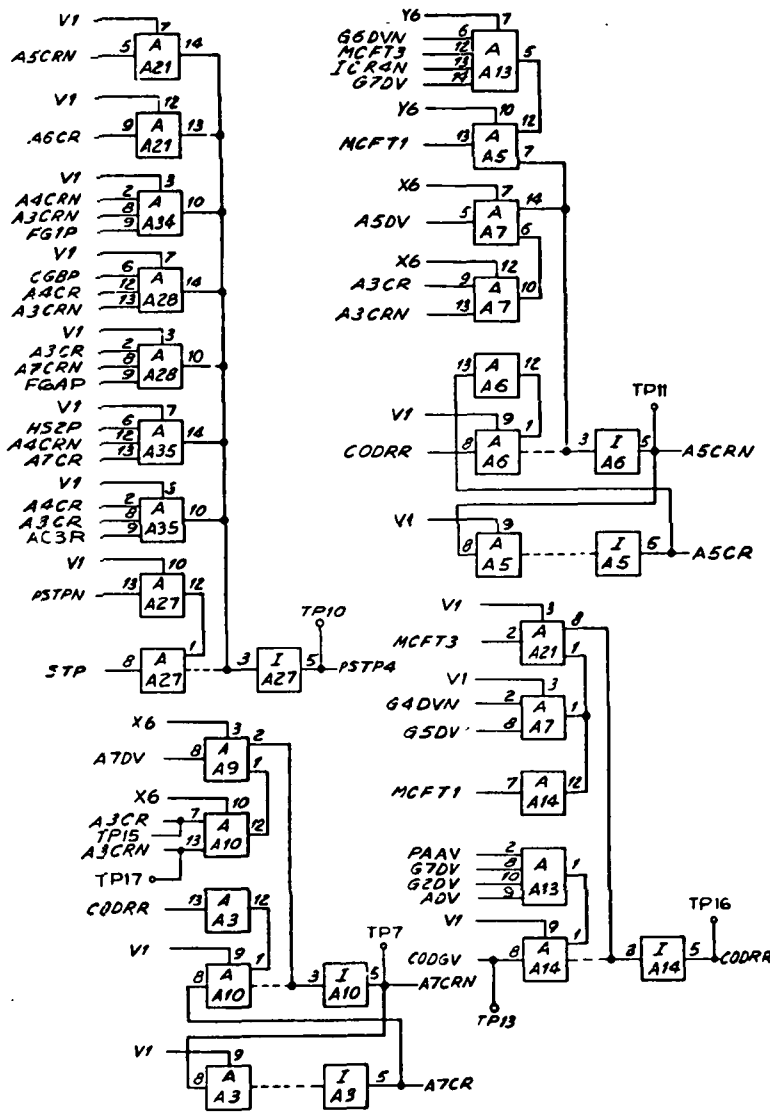 V1
7
A5CRN 5 A A21 14
V1
12
A6CR 9 A A21 13
V1
3
A4CRN 2 A A34 10
A3CRN 8
FG1P 9
V1
7
CGBP 6 A A28 14
A4CR 12
A3CRN 13
V1
3
A3CR 2 A A28 10
A7CRN 8
FGAP 9
V1
7
HS2P 6 A A35 14
A4CRN 12
A7CR 13
V1
A4CR 2 A A35 10
A3CR 8
AC3R 9
V1
10
PSTPN 13 A A27 12
TP10
STP 8 A A27 1
3 I A27 5 PSTP4
X6
3
A7DV 8 A A9 2
1
X6
10
A3CR 7 A A10 12
TP15
A3CRN 13
TP17
CODRR 13 A A3 12
V1
9
8 A A10 1
TP7
3 I A10 5 A7CRN
V1
9
8 A A3
I A3 5 A7CR
Y6
7
G6DVN 6 A A13 5
MCFT3 12
ICR4N 13
G7DV 14
Y6
10
MCFT1 13 A A5 12
7
X6
7
A5DV 5 A A7 14
6
X6
12
A3CR 9 A A7 10
A3CRN 13
13 A A6 12
TP11
V1
9
CODRR 8 A A6 1
3 I A6 5 A5CRN
V1
9
8 A A5
I A5 6 A5CR
V1
3
MCFT3 2 A A21 8
1
V1
3
G4DVN 2 A A7 1
G5DV 8
MCFT1 7 A A14 12
PAAV 2 A A13 1
G7DV 8
G2DV 10
ADV 9
V1
9
CODGV 8 A A14 1
TP13
TP16
3 I A14 5 CODRR